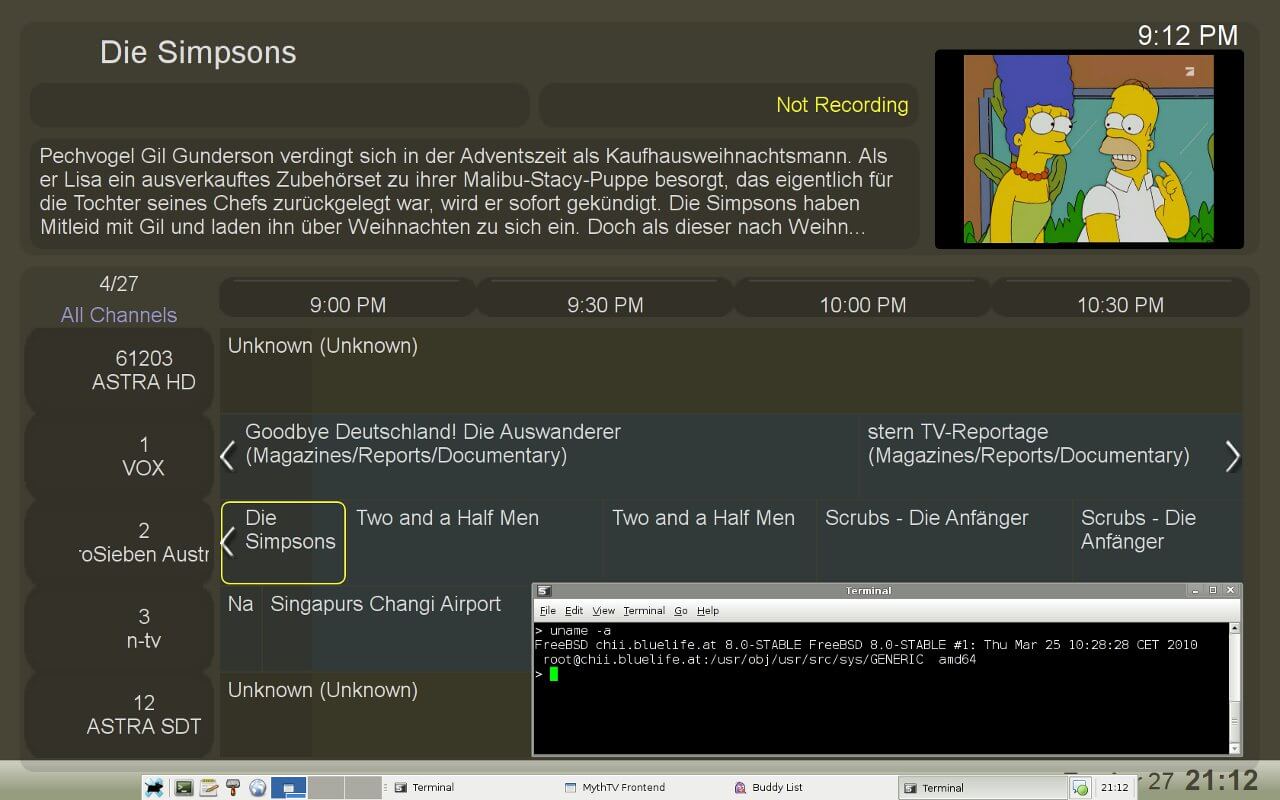 Die Simpsons
9:12 PM
Not Recording
Pechvogel Gil Gunderson verdingt sich in der Adventszeit als Kaufhausweihnachtsmann. Als
er Lisa ein ausverkauftes Zubehörset zu ihrer Malibu-Stacy-Puppe besorgt, das eigentlich für
die Tochter seines Chefs zurückgelegt war, wird er sofort gekündigt. Die Simpsons haben
Mitleid mit Gil und laden ihn über Weihnachten zu sich ein. Doch als dieser nach Weihn...
4/27
All Channels
9:00 PM
9:30 PM
10:00 PM
10:30 PM
61203
ASTRA HD
Unknown (Unknown)
1
VOX
Goodbye Deutschland! Die Auswanderer
(Magazines/Reports/Documentary)
stern TV-Reportage
(Magazines/Reports/Documentary)
2
oSieben Austr
Die
Simpsons
Two and a Half Men
Two and a Half Men
Scrubs - Die Anfänger
Scrubs - Die
Anfänger
3
n-tv
Na
Singapurs Changi Airport
12
ASTRA SDT
Unknown (Unknown)
Terminal
File Edit View Terminal Go Help
> uname -a
FreeBSD chii.bluelife.at 8.0-STABLE FreeBSD 8.0-STABLE #1: Thu Mar 25 10:28:28 CET 2010
root@chii.bluelife.at:/usr/obj/usr/src/sys/GENERIC amd64
>
Terminal
MythTV Frontend
Buddy List
Terminal
21:12
27 21:12